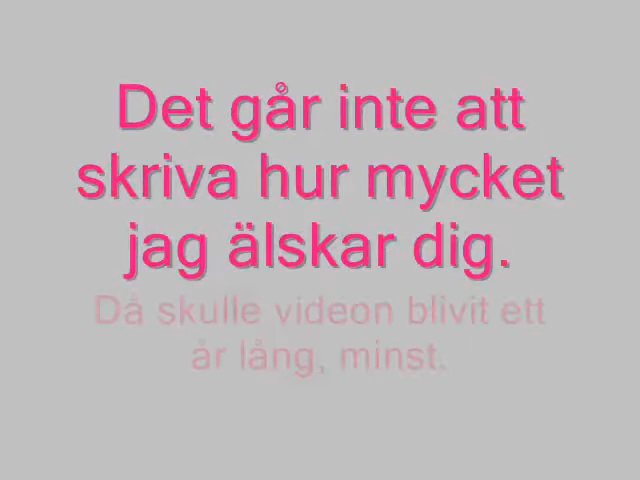 Det går inte att
skriva hur mycket
jag älskar dig.
Då skulle videon blivit ett
år lång, minst.